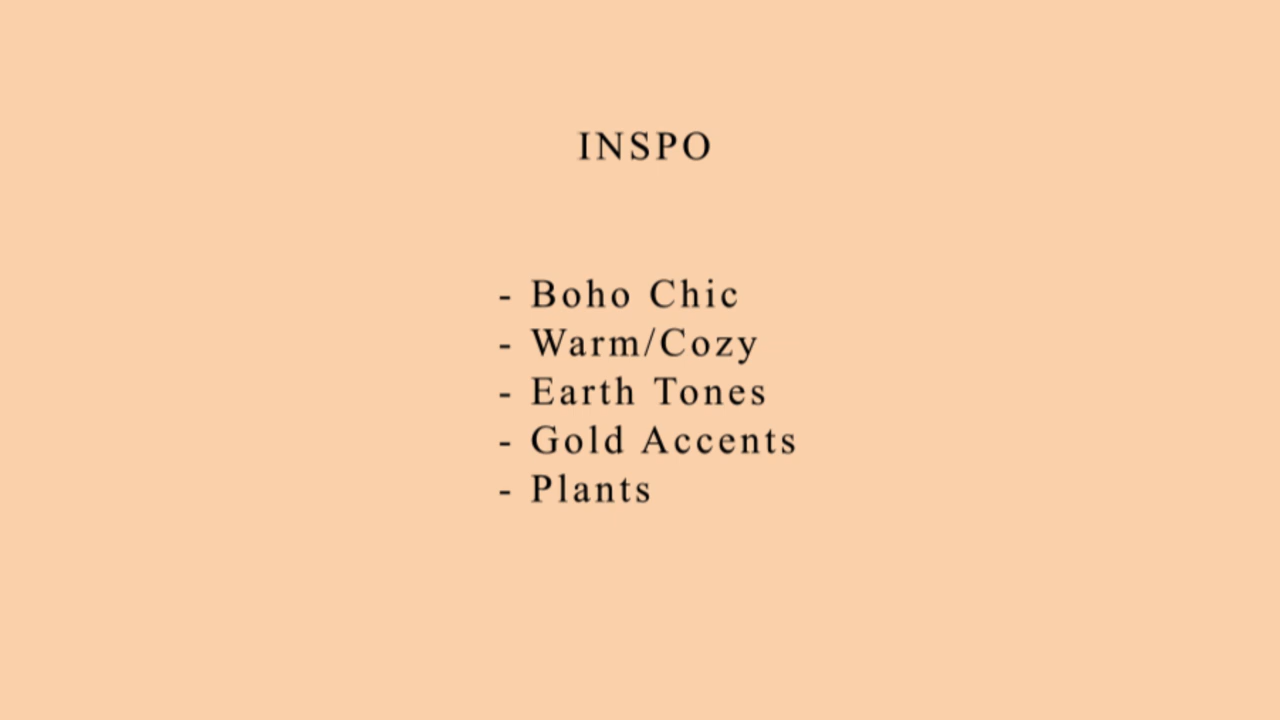 INSPO
- Boho Chic
- Warm/Cozy
- Earth Tones
- Gold Accents
- Plants